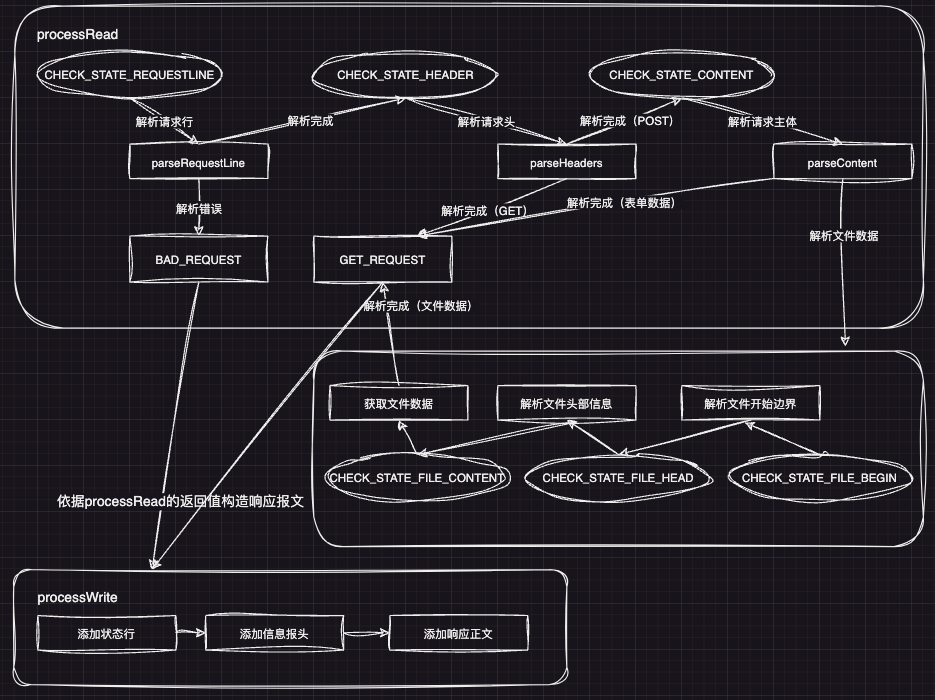 processRead
CHECK_STATE_REQUESTLINE
CHECK_STATE_HEADER
CHECK_STATE_CONTENT
解析请求行
解析完成
解析请求头
解析完成（POST）
解析请求主体
parseRequestLine
parseHeaders
parseContent
解析错误
解析完成（GET）
解析完成（表单数据）
解析文件数据
BAD_REQUEST
GET_REQUEST
解析完成（文件数据）
获取文件数据
解析文件头部信息
解析文件开始边界
CHECK_STATE_FILE_CONTENT
CHECK_STATE_FILE_HEAD
CHECK_STATE_FILE_BEGIN
依据processRead的返回值构造响应报文
processWrite
添加状态行
添加信息报头
添加响应正文